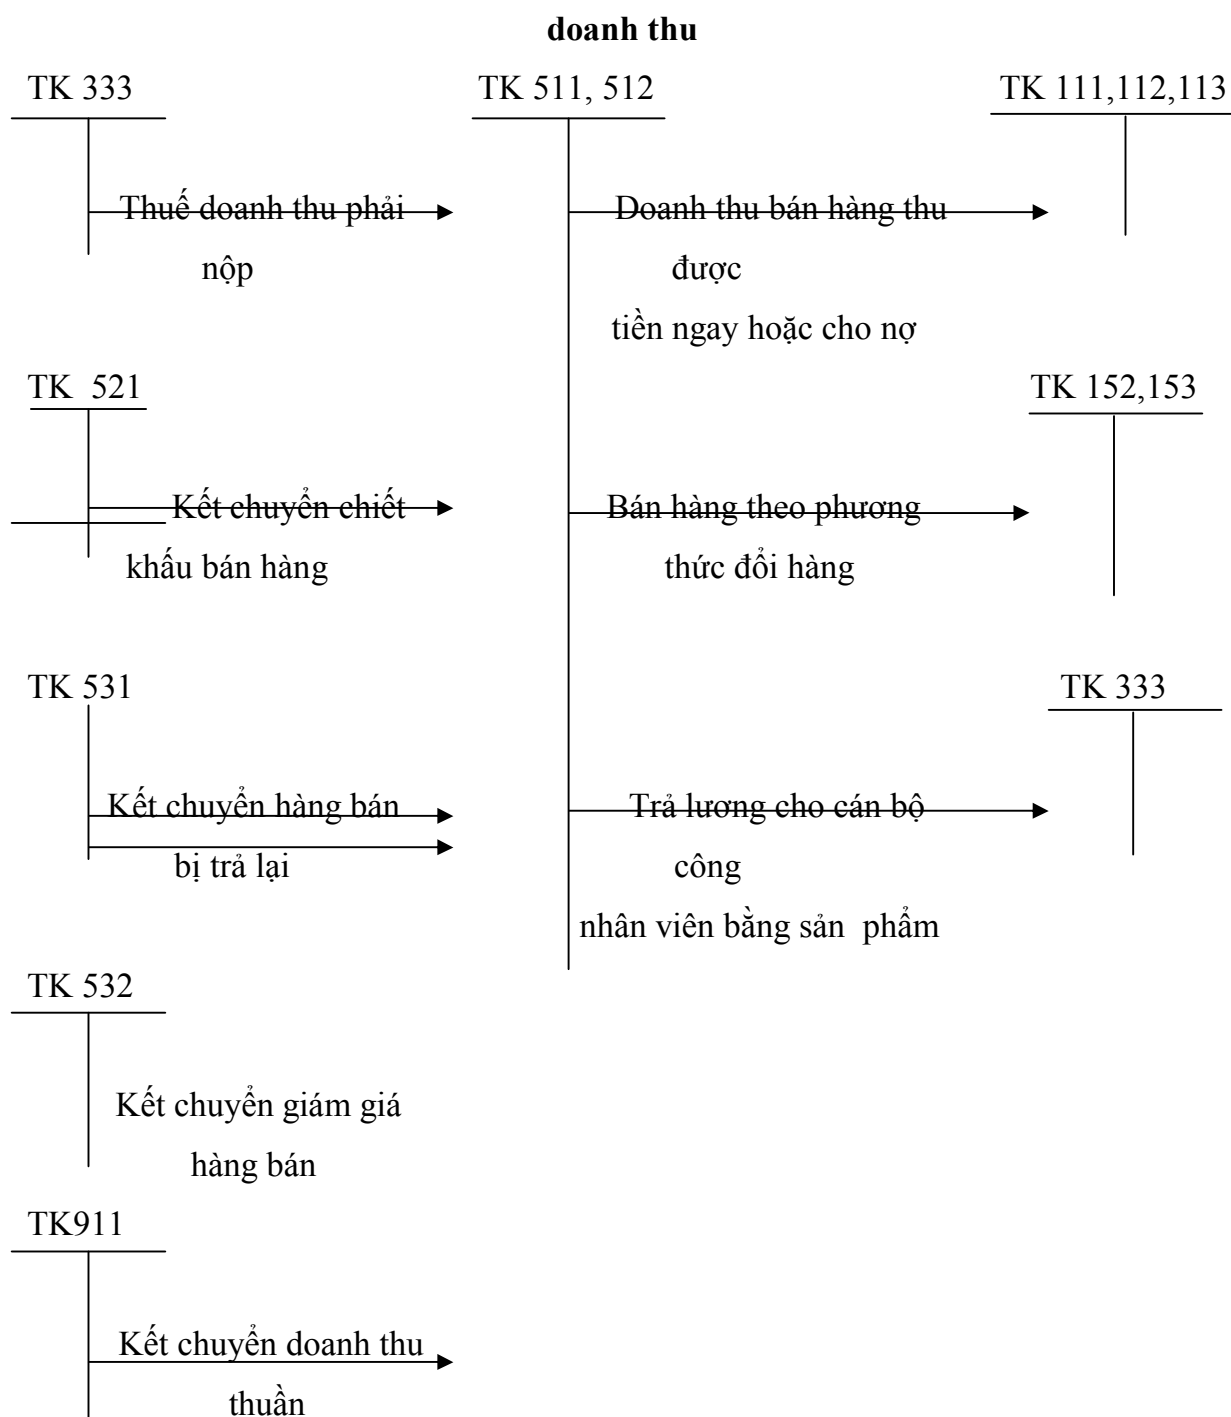 doanh thu
TK 333
TK 511, 512
TK 111,112,113
Thuế doanh thu phải
nộp
Doanh thu bán hàng thu
được
tiền ngay hoặc cho nợ
TK 521
TK 152,153
Kết chuyển chiết
khấu bán hàng
Bán hàng theo phương
thức đổi hàng
TK 531
TK 333
Kết chuyển hàng bán
bị trả lại
Trả lương cho cán bộ
công
nhân viên bằng sản phẩm
TK 532
Kết chuyển giám giá
hàng bán
TK911
Kết chuyển doanh thu
thuần